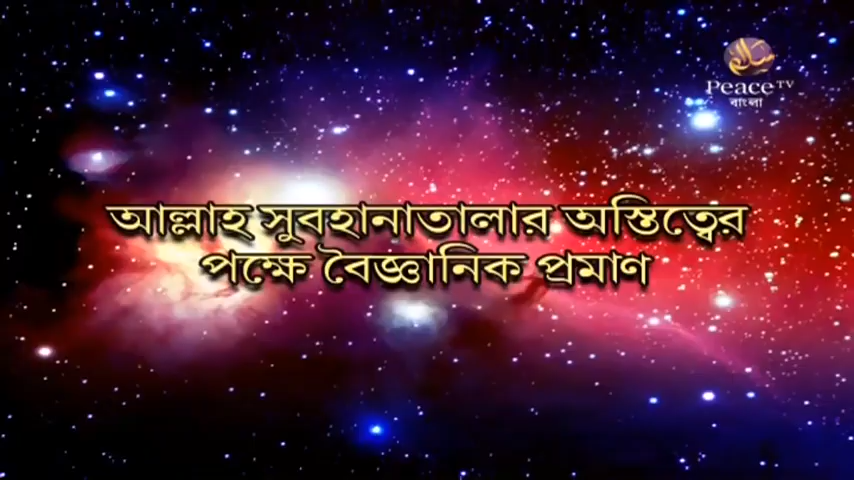 Peace TV
বাংলা
আল্লাহ সুবহানাতালার অস্তিত্বের
পক্ষে বৈজ্ঞানিক প্রমাণ